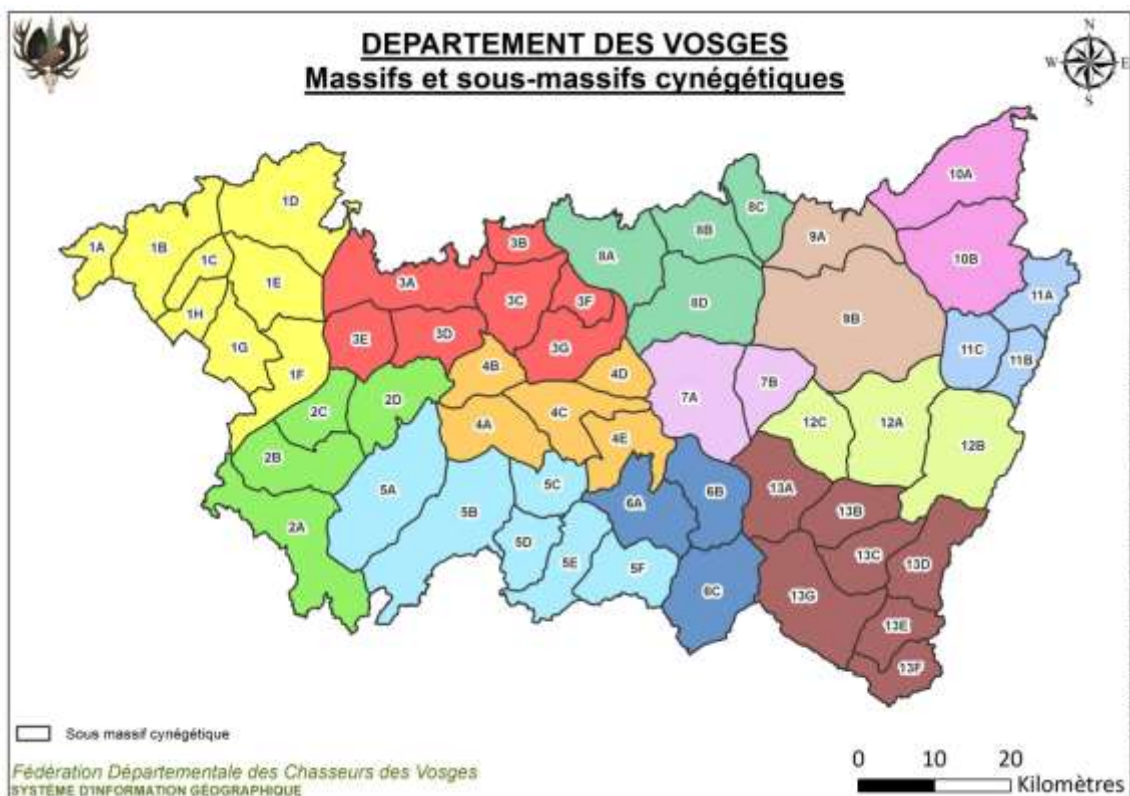 DEPARTEMENT DES VOSGES
Massifs et sous-massifs cynégétiques
N
W E
S
10A
1D
8C
1A
1B
8B
9A
3B
1C
8A
10B
1E
3A
11A
3C
3F
8D
1H
9B
3E
3D
1G
3G
11C
11B
1F
4B
4D
7B
2C
2D
7A
4C
12C
12A
4A
4E
12B
2B
5A
5C
6B
13A
6A
5B
13B
2A
5D
13C
5E
5F
13D
6C
13G
13E
13F
Sous massif cynégétique
Fédération Départementale des Chasseurs des Vosges
SYSTÈME D'INFORMATION GÉOGRAPHIQUE
0 10 20
Kilomètres